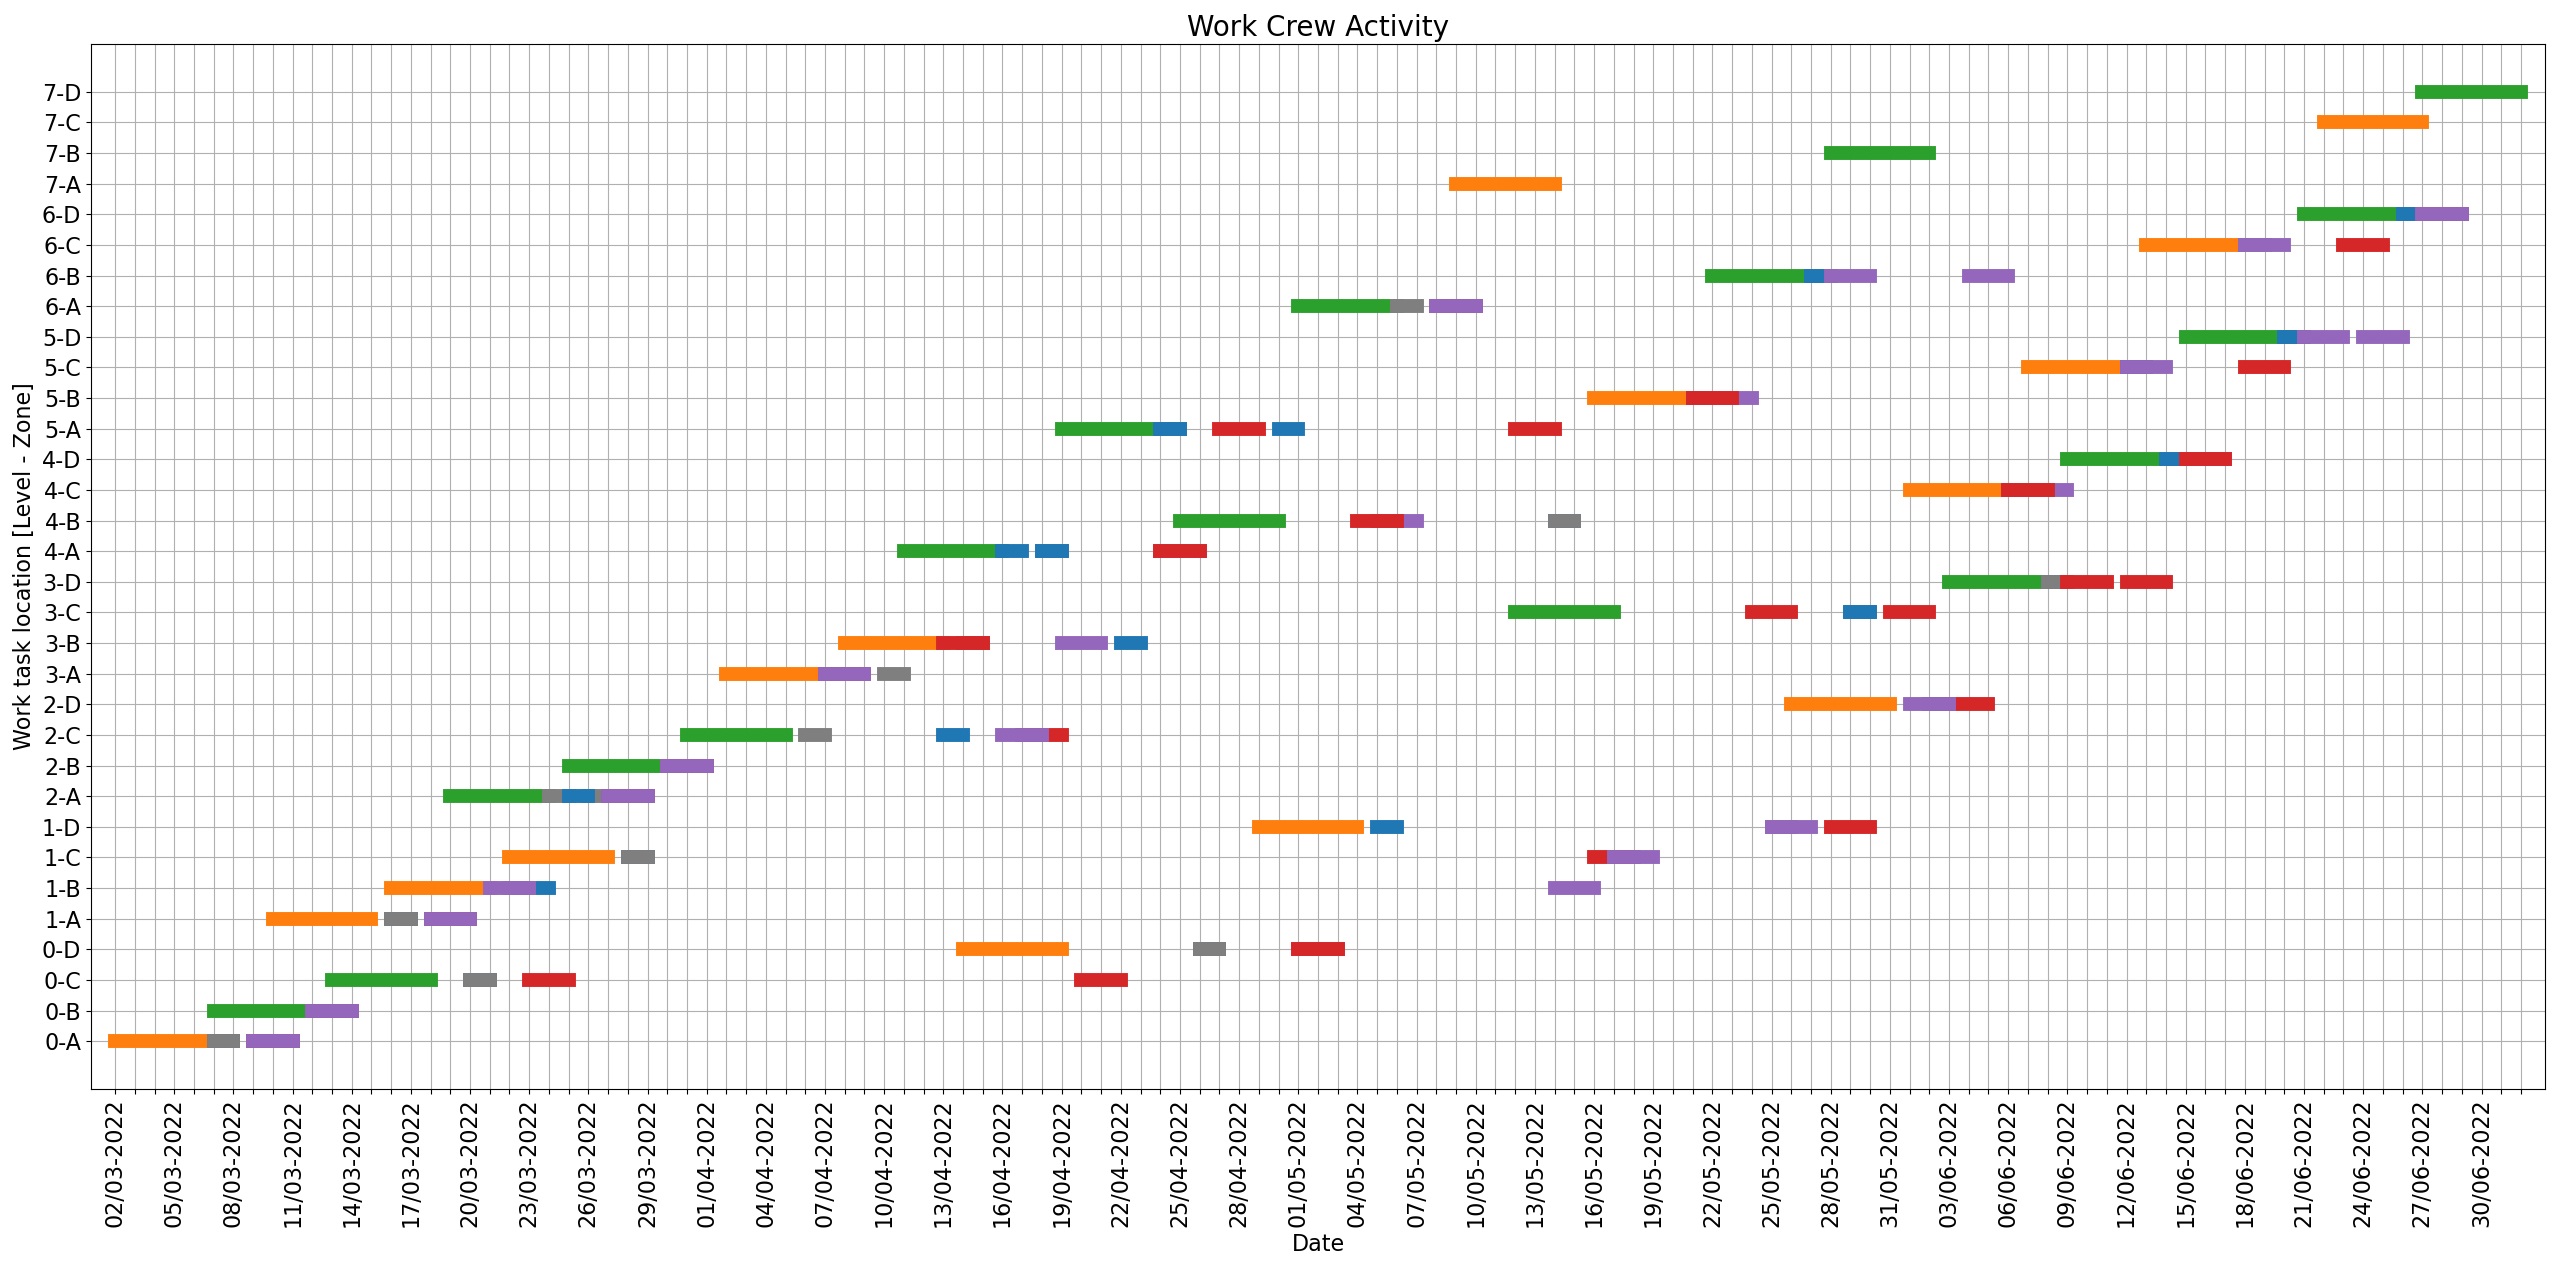 Work Crew Activity
7-D
7-C
7-B
7-A
6-D
6-C
6-B
6-A
5-D
5-C
5-B
5-A
4-D
4-C
4-B
4-A
3-D
3-C
3-B
3-A
2-D
2-C
2-B
2-A
1-D
1-C
1-B
1-A
0-D
0-C
0-B
0-A
Work task location [Level - Zone]
02/03-2022
05/03-2022
08/03-2022
11/03-2022
14/03-2022
17/03-2022
20/03-2022
23/03-2022
26/03-2022
29/03-2022
01/04-2022
04/04-2022
07/04-2022
10/04-2022
13/04-2022
16/04-2022
19/04-2022
22/04-2022
25/04-2022
28/04-2022
01/05-2022
04/05-2022
07/05-2022
10/05-2022
13/05-2022
16/05-2022
19/05-2022
22/05-2022
25/05-2022
28/05-2022
31/05-2022
03/06-2022
06/06-2022
09/06-2022
12/06-2022
15/06-2022
18/06-2022
21/06-2022
24/06-2022
27/06-2022
30/06-2022
Date